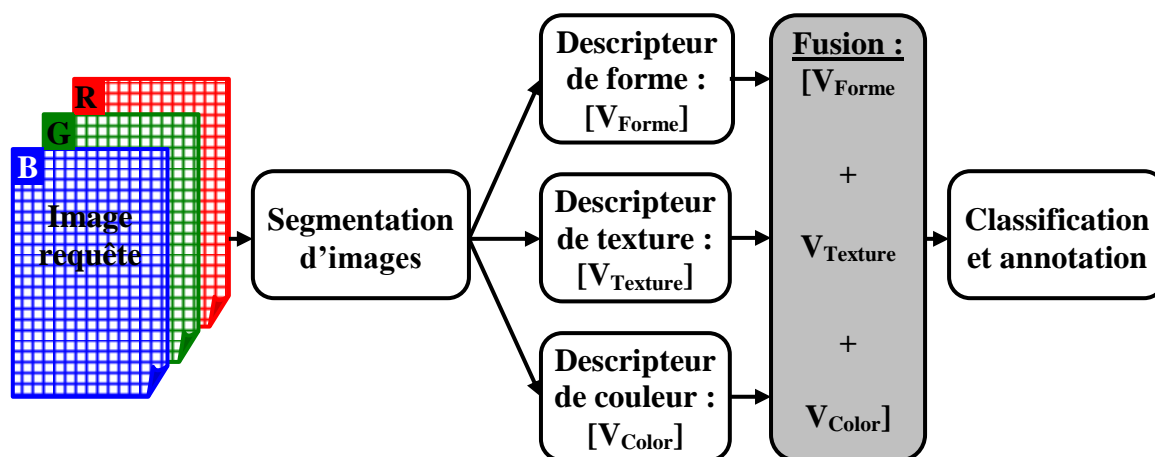 R
G
B
Image
requête
Segmentation
d’images
Descripteur
de forme :
[VForme]
Descripteur
de texture :
[VTexture]
Descripteur
de couleur :
[VColor]
Fusion :
[VForme
+
VTexture
+
VColor]
Classification
et annotation